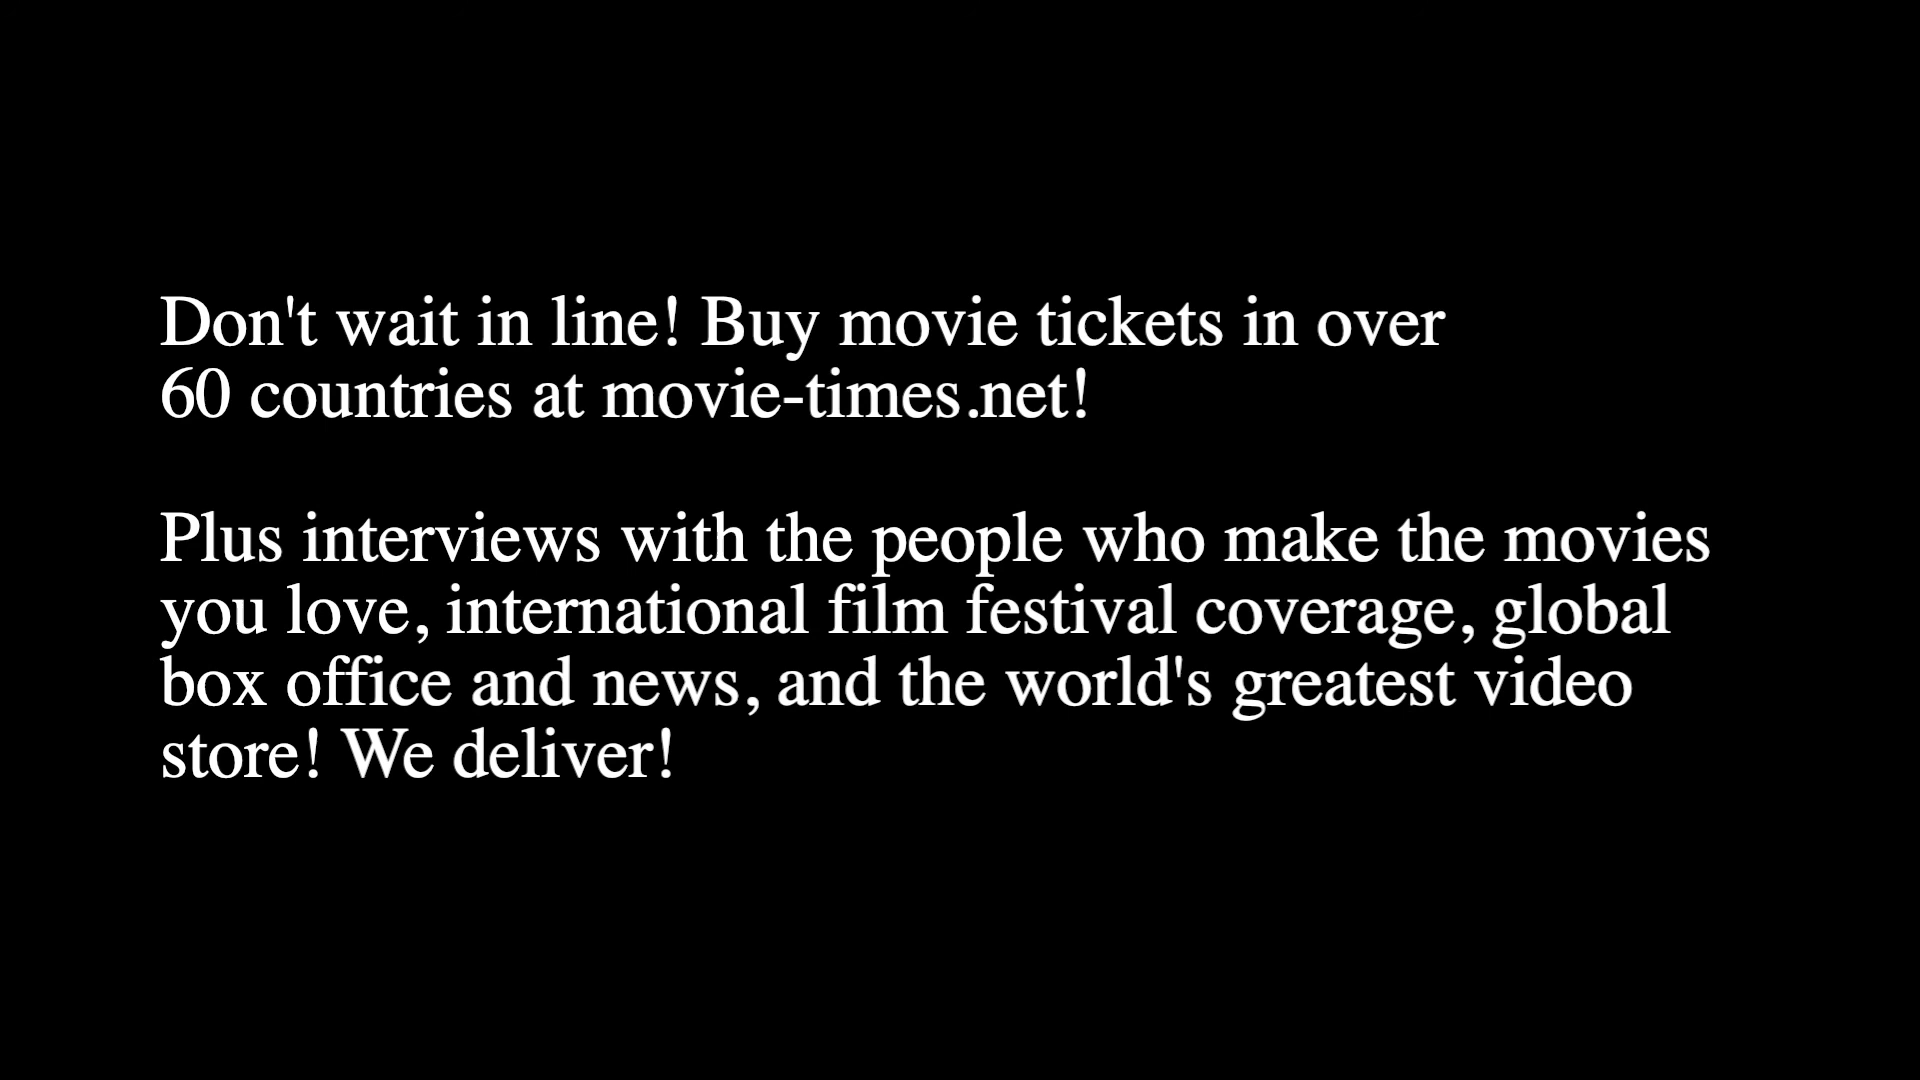 Don't wait in line! Buy movie tickets in over
60 countries at movie-times.net!
Plus interviews with the people who make the movies
you love, international film festival coverage, global
box office and news, and the world's greatest video
store! We deliver!